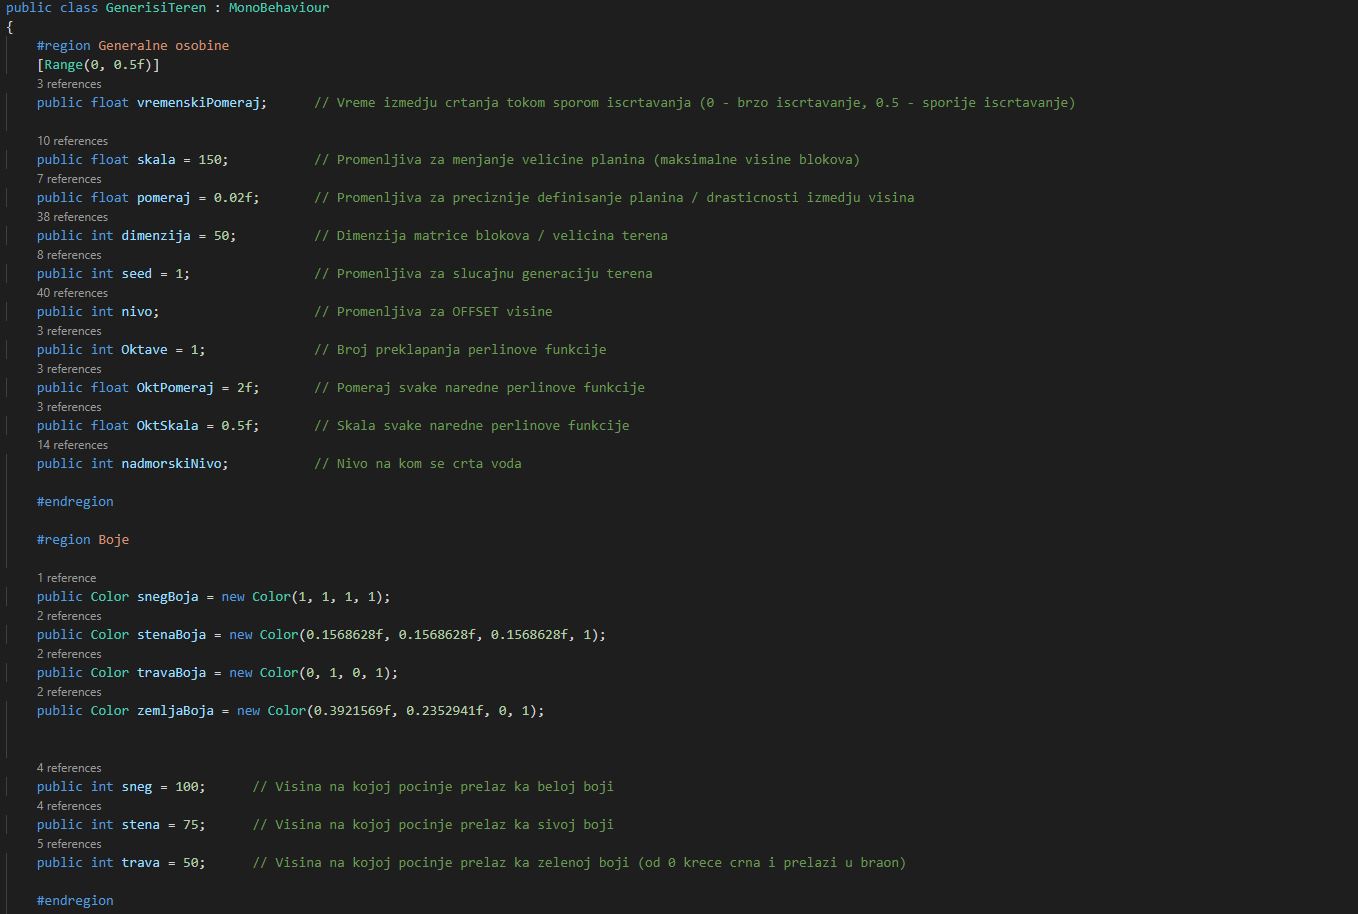 public class GenerisiTeren : MonoBehaviour
{
#region Generalne osobine
[Range(0, 0.5f)]
3 references
public float vremenskiPomeraj; // Vreme izmedju crtanja tokom sporom iscrtavanja (0 - brzo iscrtavanje, 0.5 - sporije iscrtavanje)
10 references
public float skala = 150; // Promenljiva za menjanje velicine planina (maksimalne visine blokova)
7 references
public float pomeraj = 0.02f; // Promenljiva za preciznije definisanje planina / drasticnosti izmedju visina
38 references
public int dimenzija = 50; // Dimenzija matrice blokova / velicina terena
8 references
public int seed = 1; // Promenljiva za slucajnu generaciju terena
40 references
public int nivo; // Promenljiva za OFFSET visine
3 references
public int Oktave = 1; // Broj preklapanja perlinove funkcije
3 references
public float OktPomeraj = 2f; // Pomeraj svake naredne perlinove funkcije
3 references
public float OktSkala = 0.5f; // Skala svake naredne perlinove funkcije
14 references
public int nadmorskiNivo; // Nivo na kom se crta voda
#endregion
#region Boje
1 reference
public Color snegBoja = new Color(1, 1, 1, 1);
2 references
public Color stenaBoja = new Color(0.1568628f, 0.1568628f, 0.1568628f, 1);
2 references
public Color travaBoja = new Color(0, 1, 0, 1);
2 references
public Color zemljaBoja = new Color(0.3921569f, 0.2352941f, 0, 1);
4 references
public int sneg = 100; // Visina na kojoj pocinje prelaz ka beloj boji
4 references
public int stena = 75; // Visina na kojoj pocinje prelaz ka sivoj boji
5 references
public int trava = 50; // Visina na kojoj pocinje prelaz ka zelenoj boji (od 0 krece crna i prelazi u braon)
#endregion